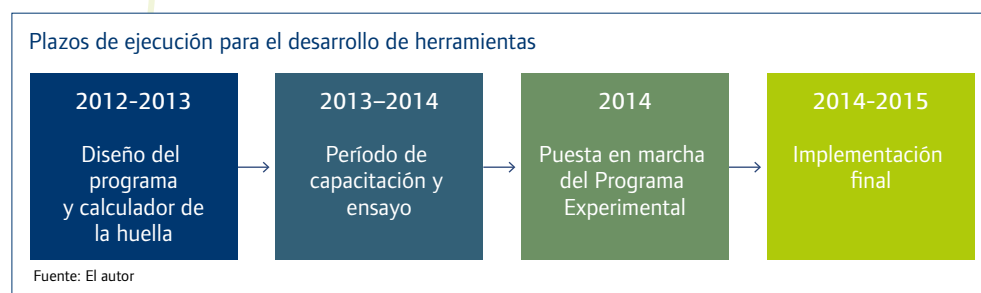 Plazos de ejecución para el desarrollo de herramientas
2012-2013
Diseño del
programa
y calculador de
la huella
2013–2014
Período de
capacitación y
ensayo
2014
Puesta en marcha
del Programa
Experimental
2014-2015
Implementación
final
Fuente: El autor